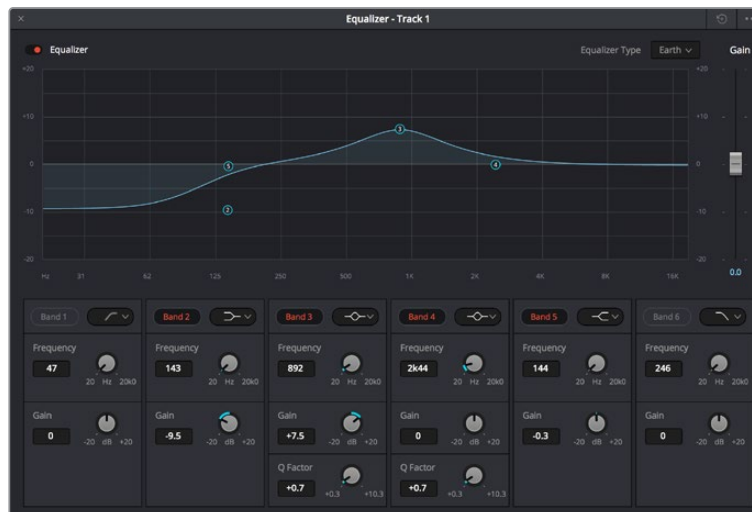 Equalizer - Track 1
Equalizer
Equalizer Type Earth Gain
+20 +20
+10 +10
0 0
-10 -10
-20 -20
Hz 31 62 125 250 500 1K 2K 4K 8K 16K
5 3 4 2
0.0
Band 1 Band 2 Band 3 Band 4 Band 5 Band 6
Frequency Frequency Frequency Frequency Frequency Frequency
47 143 892 2k44 144 246
20 Hz 20k0 20 Hz 20k0 20 Hz 20k0 20 Hz 20k0 20 Hz 20k0 20 Hz 20k0
Gain Gain Gain Gain Gain Gain
0 -9.5 +7.5 0 -0.3 0
-20 dB +20 -20 dB +20 -20 dB +20 -20 dB +20 -20 dB +20 -20 dB +20
Q Factor Q Factor
+0.7 +0.7
+0.3 +10.3 +0.3 +10.3